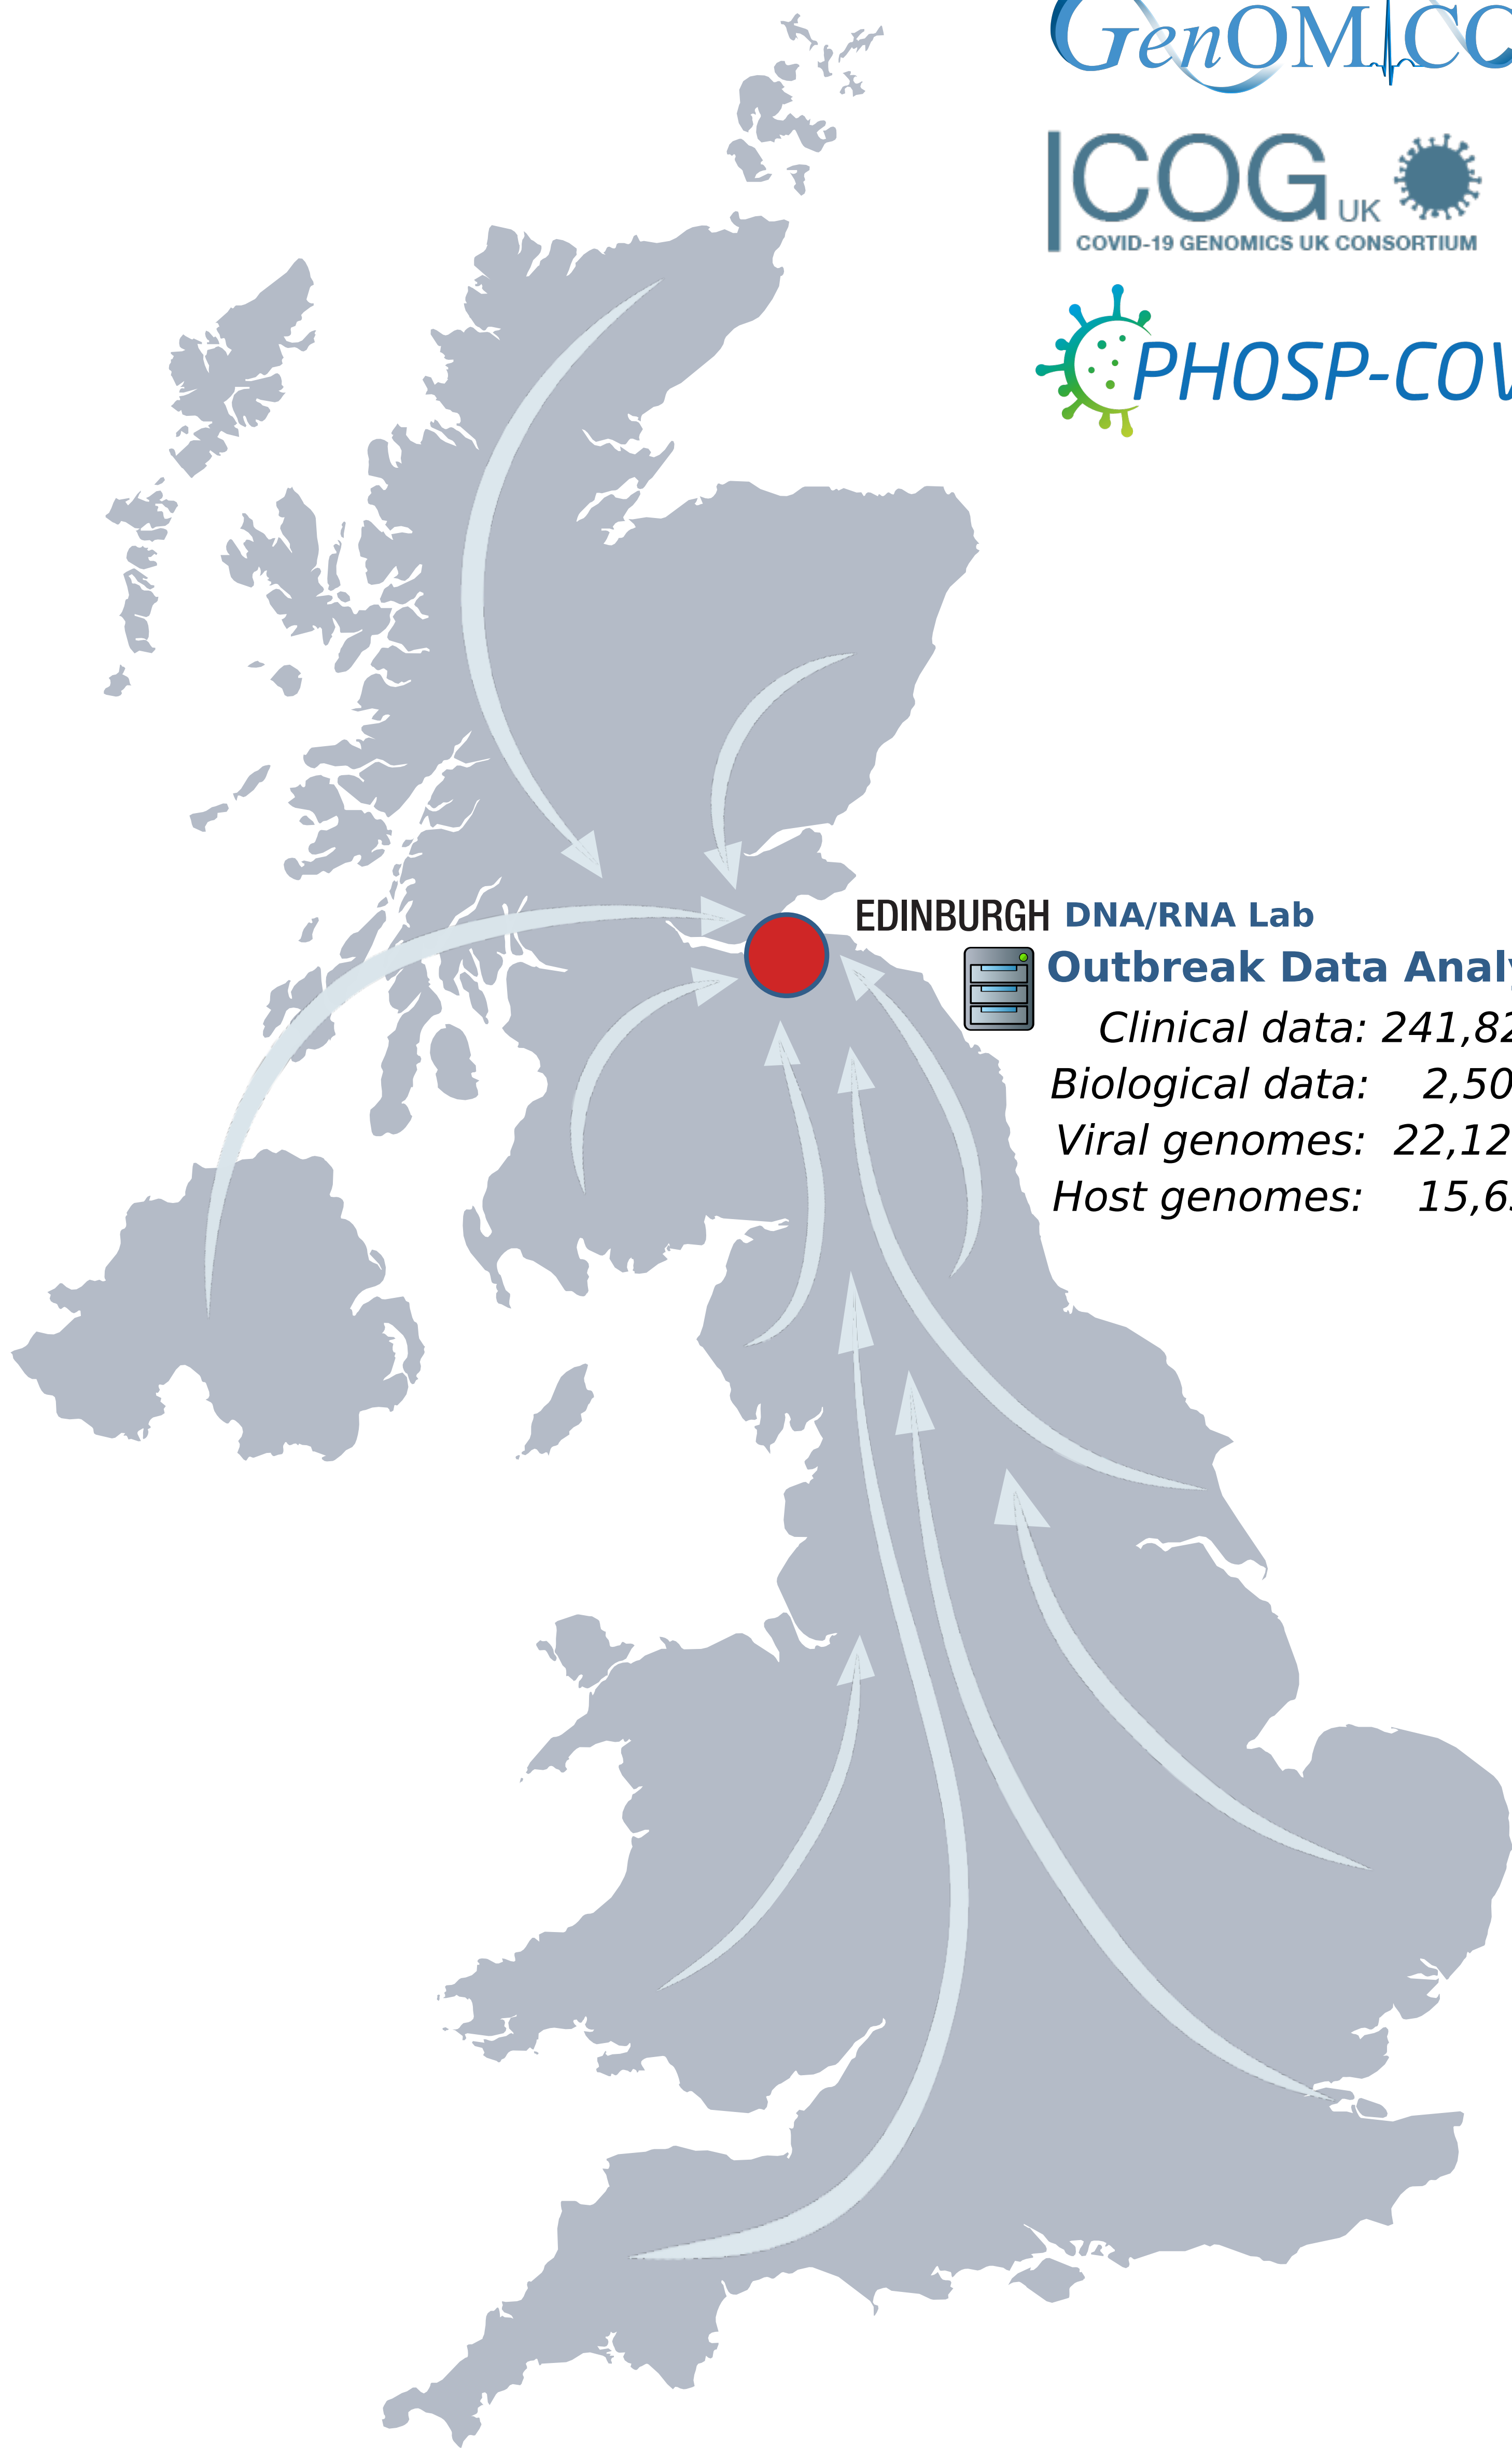 GenOMICC
COG UK
COVID-19 GENOMICS UK CONSORTIUM
PHOSP-COV
EDINBURGH DNA/RNA Lab
Outbreak Data Analy
Clinical data: 241,82
Biological data: 2,50
Viral genomes: 22,12
Host genomes: 15,6